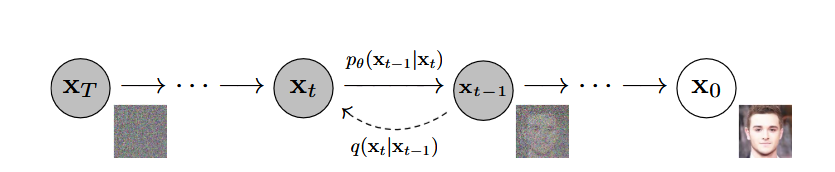 p_θ(x_{t−1}|x_t)
x_T → ⋯ → x_t → x_{t−1} → ⋯ → x_0
q(x_t|x_{t−1})